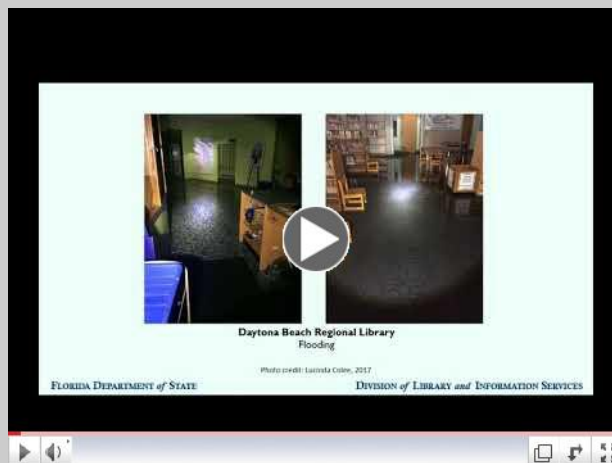 Daytona Beach Regional Library
Flooding
Photo credit: Lucinda Colee, 2017
FLORIDA DEPARTMENT of STATE
DIVISION of LIBRARY and INFORMATION SERVICES